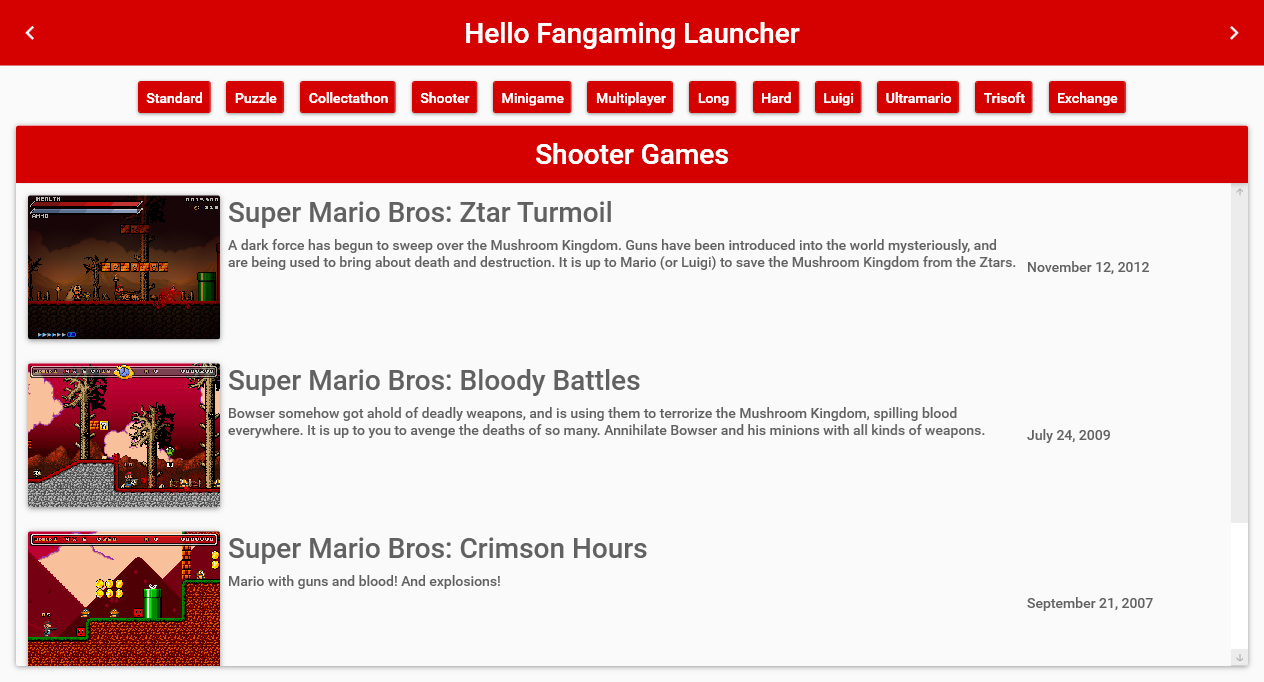 Hello Fangaming Launcher
Standard
Puzzle
Collectathon
Shooter
Minigame
Multiplayer
Long
Hard
Luigi
Ultramario
Trisoft
Exchange
Shooter Games
HEALTH
AMMO
Super Mario Bros: Ztar Turmoil
A dark force has begun to sweep over the Mushroom Kingdom. Guns have been introduced into the world mysteriously, and
are being used to bring about death and destruction. It is up to Mario (or Luigi) to save the Mushroom Kingdom from the Ztars.
November 12, 2012
Super Mario Bros: Bloody Battles
Bowser somehow got ahold of deadly weapons, and is using them to terrorize the Mushroom Kingdom, spilling blood
everywhere. It is up to you to avenge the deaths of so many. Annihilate Bowser and his minions with all kinds of weapons.
July 24, 2009
Super Mario Bros: Crimson Hours
Mario with guns and blood! And explosions!
September 21, 2007